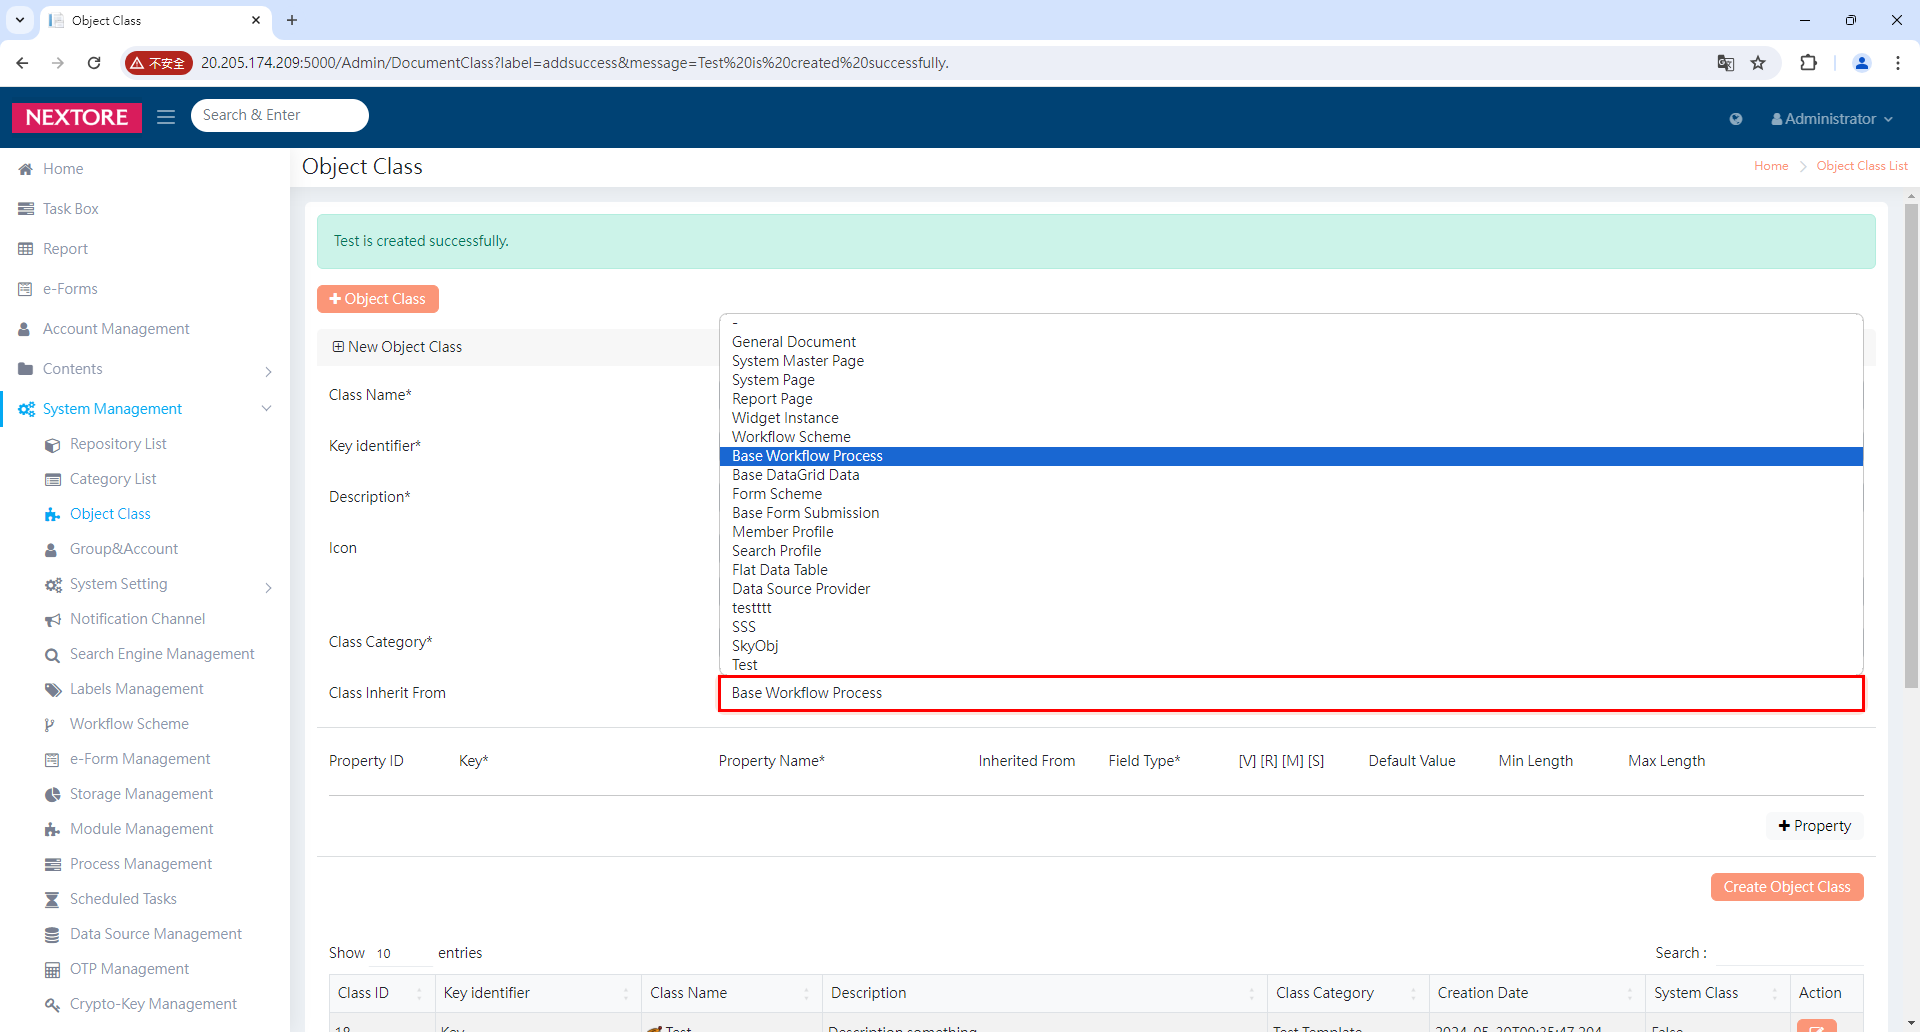 Object Class
不安全
20.205.174.209:5000/Admin/DocumentClass?label=addsuccess&message=Test%20is%20created%20successfully.
NEXTORE
Search & Enter
Administrator
Home
Task Box
Report
e-Forms
Account Management
Contents
System Management
Repository List
Category List
Object Class
Group&Account
System Setting
Notification Channel
Search Engine Management
Labels Management
Workflow Scheme
e-Form Management
Storage Management
Module Management
Process Management
Scheduled Tasks
Data Source Management
OTP Management
Crypto-Key Management
Object Class
Home > Object Class List
Test is created successfully.
+ Object Class
New Object Class
Class Name*
Key identifier*
Description*
Icon
Class Category*
Class Inherit From
-
General Document
System Master Page
System Page
Report Page
Widget Instance
Workflow Scheme
Base Workflow Process
Base DataGrid Data
Form Scheme
Base Form Submission
Member Profile
Search Profile
Flat Data Table
Data Source Provider
testttt
SSS
SkyObj
Test
Base Workflow Process
Property ID Key* Property Name* Inherited From Field Type* [V] [R] [M] [S] Default Value Min Length Max Length
+ Property
Create Object Class
Show 10 entries Search :
Class ID Key identifier Class Name Description Class Category Creation Date System Class Action
18 Key Test Description something Test Template 2024-05-30T09:25:47.204 False